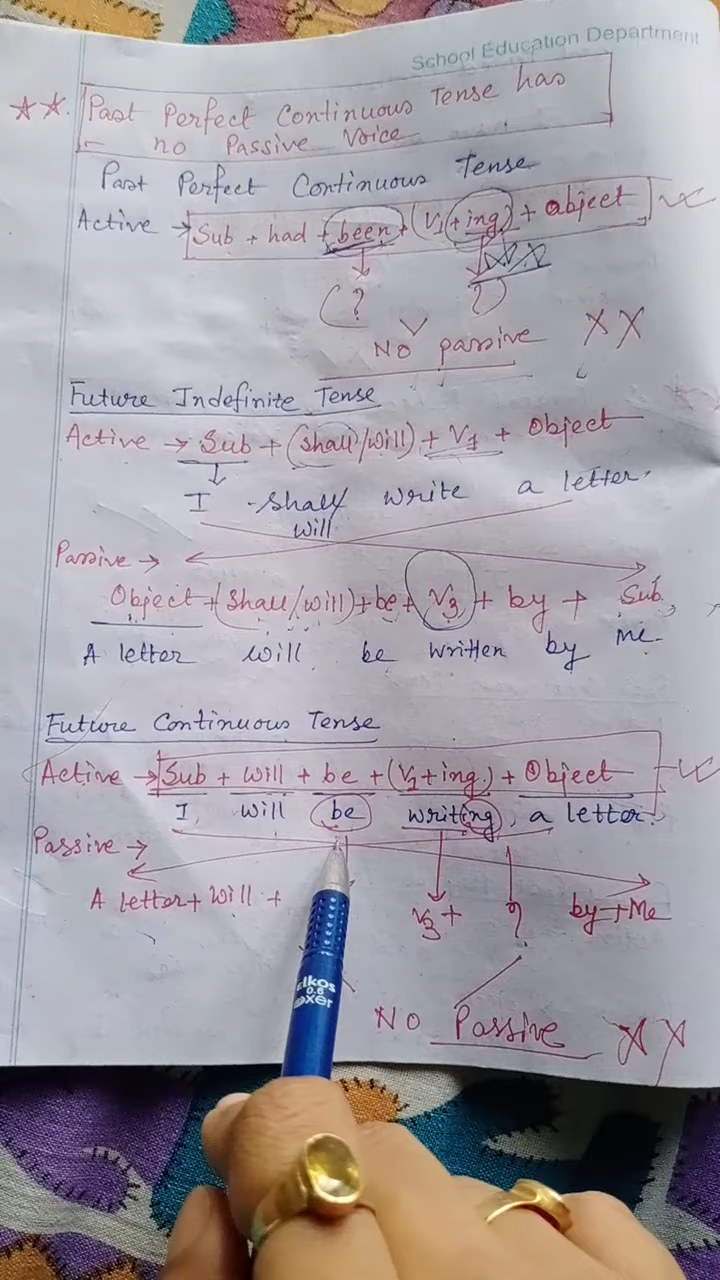 School Education Department
★★. Past Perfect Continuous Tense has
no Passive Voice
Past Perfect Continuous Tense
Active → Sub + had + been + (V1 + ing) + object
(? ?)
No passive XX
Future Indefinite Tense
Active → Sub + (shall/will) + V1 + Object
I shall write a letter.
will
Passive →
Object + (Shall/will) + be + V3 + by + Sub
A letter will be written by me.
Future Continuous Tense
Active → Sub + will + be + (V1 + ing) + Object
I will be writing a letter.
Passive →
A letter + will + V3 + ? by + Me
elkos
0.6
No Passive XX